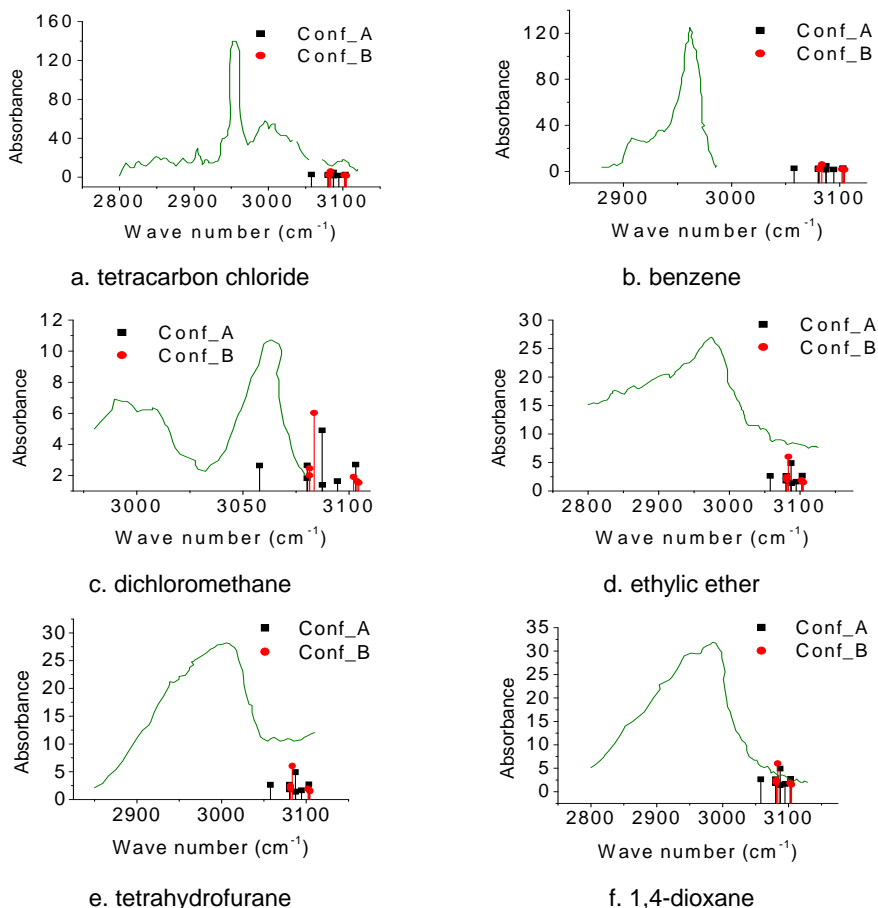 160
120
80
40
0
Absorbance
Conf_A
Conf_B
2800 2900 3000 3100
Wave number (cm-1)
a. tetracarbon chloride
120
80
40
0
Absorbance
Conf_A
Conf_B
2900 3000 3100
Wave number (cm-1)
b. benzene
12
10
8
6
4
2
Absorbance
Conf_A
Conf_B
3000 3050 3100
Wave number (cm-1)
c. dichloromethane
30
25
20
15
10
5
0
Absorbance
Conf_A
Conf_B
2800 2900 3000 3100
Wave number (cm-1)
d. ethylic ether
30
25
20
15
10
5
0
Absorbance
Conf_A
Conf_B
2900 3000 3100
Wave number (cm-1)
e. tetrahydrofurane
35
30
25
20
15
10
5
0
Absorbance
Conf_A
Conf_B
2800 2900 3000 3100
Wave number (cm-1)
f. 1,4-dioxane